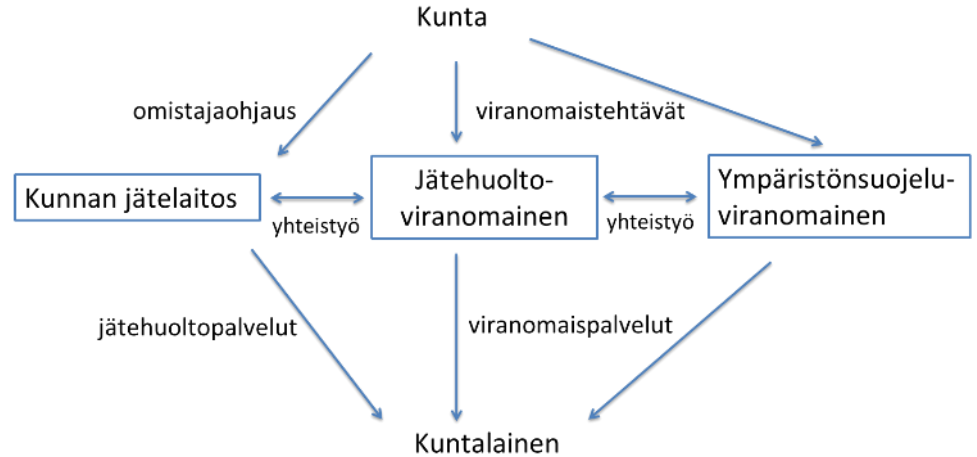 Kunta
omistajaohjaus
viranomaistehtävät
Kunnan jätelaitos
yhteistyö
Jätehuolto-
viranomainen
yhteistyö
Ympäristönsuojelu-
viranomainen
jätehuoltopalvelut
viranomaispalvelut
Kuntalainen